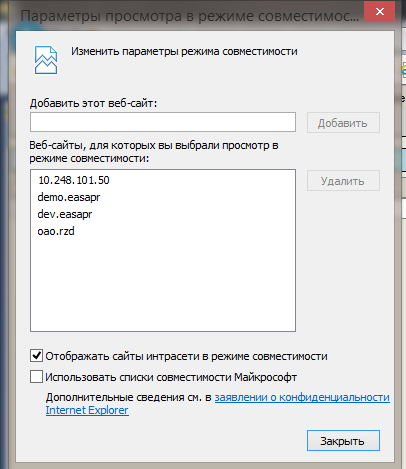 Параметры просмотра в режиме совместимос...
Изменить параметры режима совместимости
Добавить этот веб-сайт:
Добавить
Веб-сайты, для которых вы выбрали просмотр в
режиме совместимости:
10.248.101.50
demo.easapr
dev.easapr
oao.rzd
Удалить
Отображать сайты интрасети в режиме совместимости
Использовать списки совместимости Майкрософт
Дополнительные сведения см. в заявлении о конфиденциальности
Internet Explorer
Закрыть